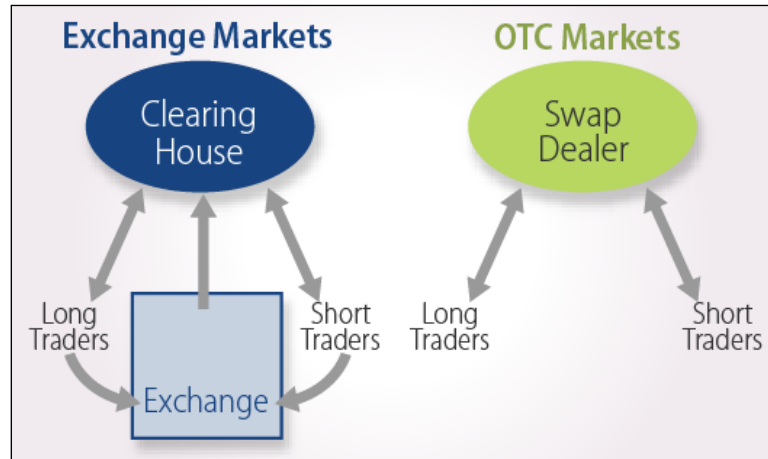 Exchange Markets
OTC Markets
Clearing
House
Swap
Dealer
Long
Traders
Short
Traders
Exchange
Long
Traders
Short
Traders